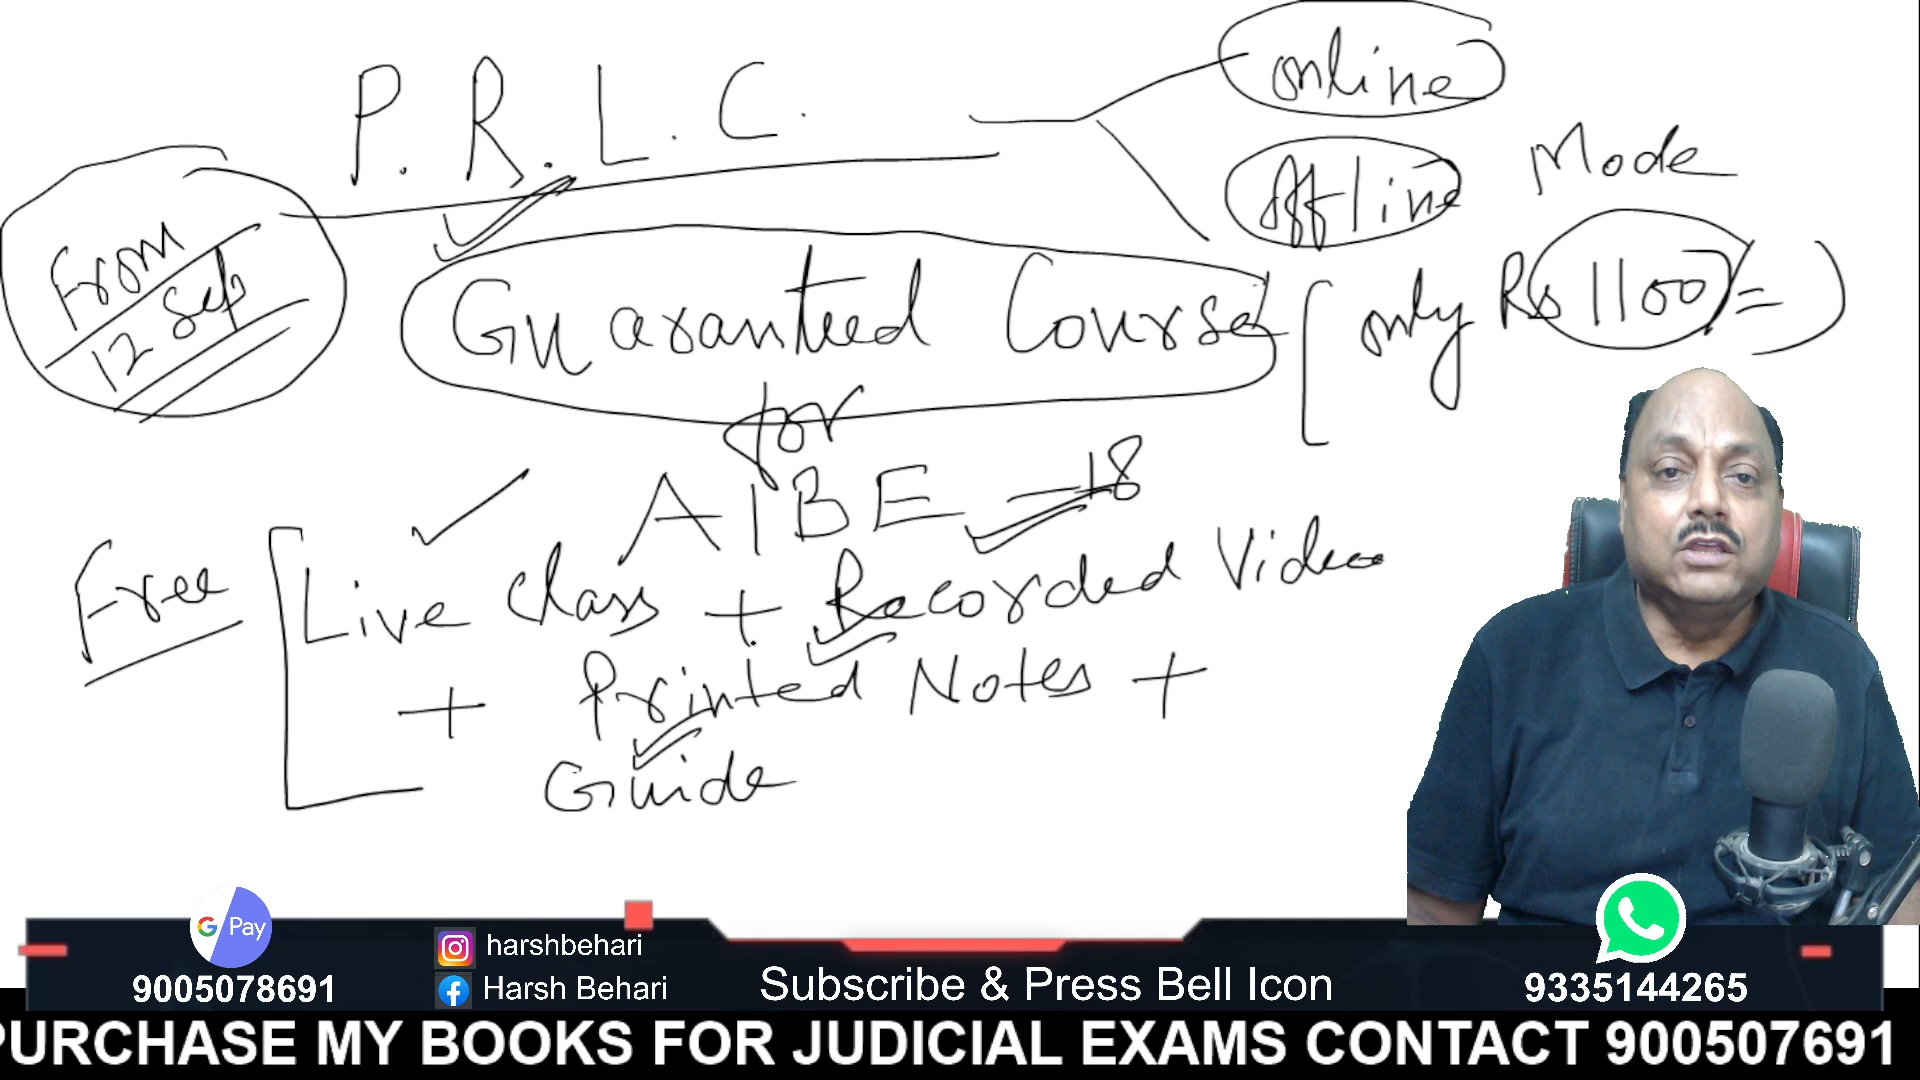 P. R. L. C.
online
offline Mode
From
12 Sep
Guaranteed Course [only Rs 1100/=)
for
AIBE -18
Free [Live class + Recorded Video
+ Printed Notes +
Guide
G Pay
9005078691
harshbehari
Harsh Behari
Subscribe & Press Bell Icon
9335144265
PURCHASE MY BOOKS FOR JUDICIAL EXAMS CONTACT 900507691